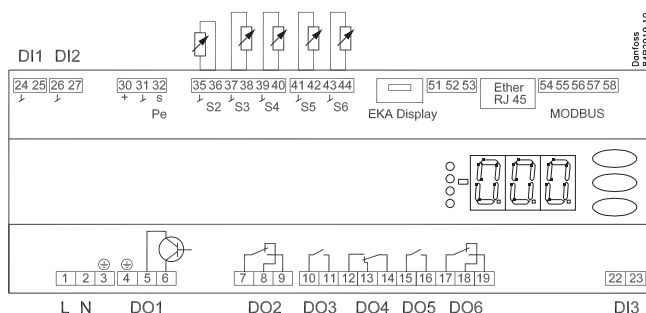 Danfoss
84B2010.10
DI1 DI2
24 25 26 27 30 31 32 35 36 37 38 39 40 41 42 43 44 51 52 53 Ether RJ 45 54 55 56 57 58
+ s S2 S3 S4 S5 S6 EKA Display MODBUS
Pe
000
1 2 3 4 5 6 7 8 9 10 11 12 13 14 15 16 17 18 19 22 23
L N DO1 DO2 DO3 DO4 DO5 DO6 DI3